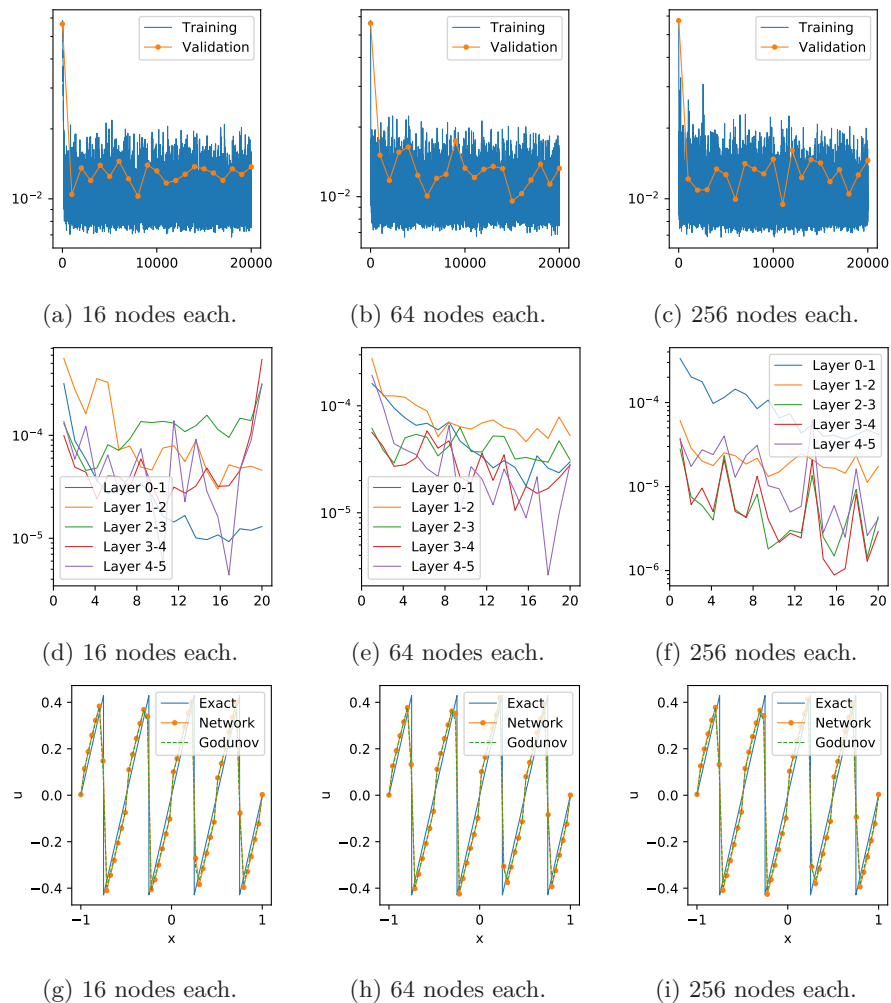 Training
Validation
10⁻²
0 10000 20000
(a) 16 nodes each.
Training
Validation
10⁻²
0 10000 20000
(b) 64 nodes each.
Training
Validation
10⁻²
0 10000 20000
(c) 256 nodes each.
10⁻⁴
10⁻⁵
Layer 0-1
Layer 1-2
Layer 2-3
Layer 3-4
Layer 4-5
0 4 8 12 16 20
(d) 16 nodes each.
10⁻⁴
10⁻⁵
Layer 0-1
Layer 1-2
Layer 2-3
Layer 3-4
Layer 4-5
0 4 8 12 16 20
(e) 64 nodes each.
10⁻⁴
10⁻⁵
10⁻⁶
Layer 0-1
Layer 1-2
Layer 2-3
Layer 3-4
Layer 4-5
0 4 8 12 16 20
(f) 256 nodes each.
Exact
Network
Godunov
0.4
0.2
0.0
−0.2
−0.4
u
−1 0 1
x
(g) 16 nodes each.
Exact
Network
Godunov
0.4
0.2
0.0
−0.2
−0.4
u
−1 0 1
x
(h) 64 nodes each.
Exact
Network
Godunov
0.4
0.2
0.0
−0.2
−0.4
u
−1 0 1
x
(i) 256 nodes each.